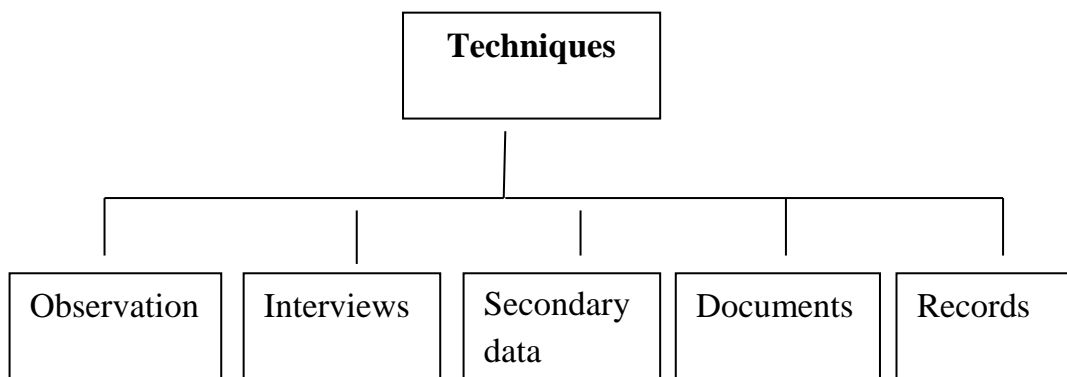 Techniques
Observation
Interviews
Secondary
data
Documents
Records